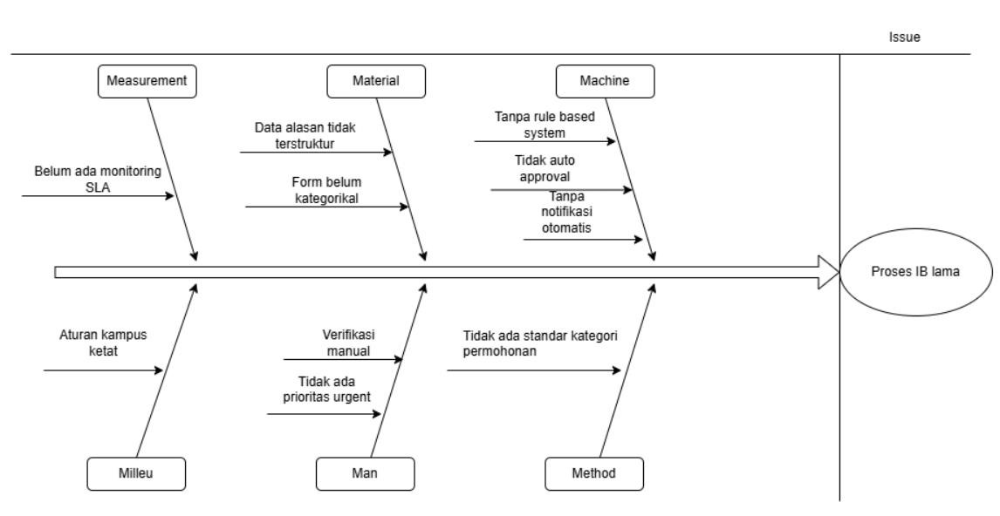 Issue
Measurement
Material
Machine
Tanpa rule based
system
Data alasan tidak
terstruktur
Tidak auto
approval
Belum ada monitoring
SLA
Form belum
kategorikal
Tanpa
notifikasi
otomatis
Proses IB lama
Aturan kampus
ketat
Verifikasi
manual
Tidak ada standar kategori
permohonan
Tidak ada
prioritas urgent
Milleu
Man
Method